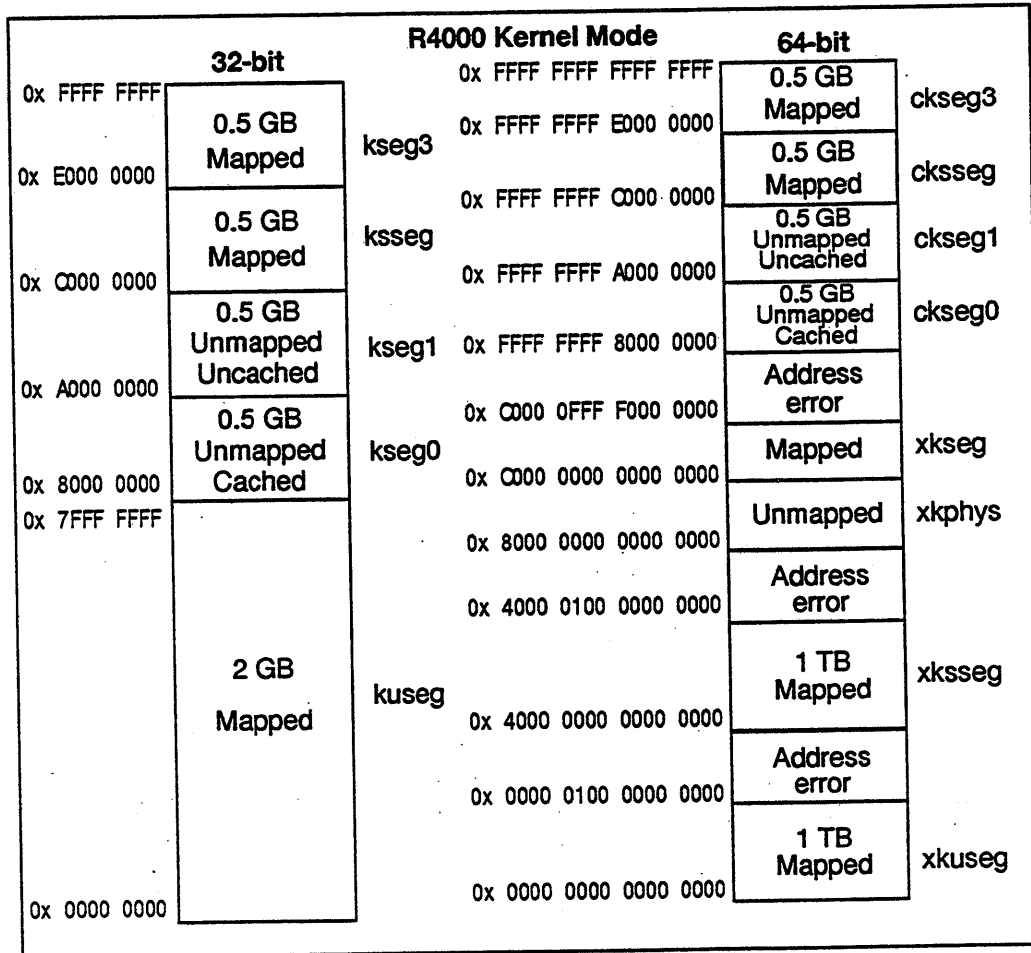 R4000 Kernel Mode
32-bit
0x FFFF FFFF
0.5 GB
Mapped
kseg3
0x E000 0000
0.5 GB
Mapped
ksseg
0x C000 0000
0.5 GB
Unmapped
Uncached
kseg1
0x A000 0000
0.5 GB
Unmapped
Cached
kseg0
0x 8000 0000
0x 7FFF FFFF
2 GB
Mapped
kuseg
0x 0000 0000
64-bit
0x FFFF FFFF FFFF FFFF
0.5 GB
Mapped
ckseg3
0x FFFF FFFF E000 0000
0.5 GB
Mapped
cksseg
0x FFFF FFFF C000 0000
0.5 GB
Unmapped
Uncached
ckseg1
0x FFFF FFFF A000 0000
0.5 GB
Unmapped
Cached
ckseg0
0x FFFF FFFF 8000 0000
Address
error
0x C000 0FFF F000 0000
Mapped
xkseg
0x C000 0000 0000 0000
Unmapped
xkphys
0x 8000 0000 0000 0000
Address
error
0x 4000 0100 0000 0000
1 TB
Mapped
xksseg
0x 4000 0000 0000 0000
Address
error
0x 0000 0100 0000 0000
1 TB
Mapped
xkuseg
0x 0000 0000 0000 0000